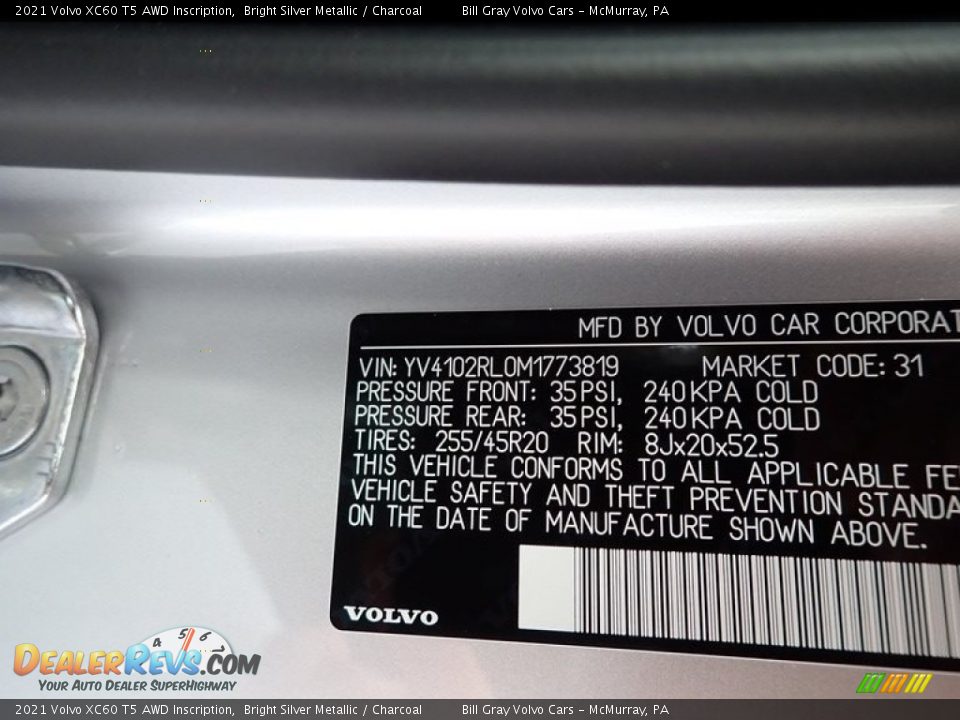 2021 Volvo XC60 T5 AWD Inscription, Bright Silver Metallic / Charcoal Bill Gray Volvo Cars - McMurray, PA
MFD BY VOLVO CAR CORPORAT
VIN: YV4102RL0M1773819 MARKET CODE: 31
PRESSURE FRONT: 35 PSI, 240 KPA COLD
PRESSURE REAR: 35 PSI, 240 KPA COLD
TIRES: 255/45R20 RIM: 8Jx20x52.5
THIS VEHICLE CONFORMS TO ALL APPLICABLE FE
VEHICLE SAFETY AND THEFT PREVENTION STANDA
ON THE DATE OF MANUFACTURE SHOWN ABOVE.
VOLVO
4 5 6
DEALERREVS.COM
YOUR AUTO DEALER SUPERHIGHWAY
2021 Volvo XC60 T5 AWD Inscription, Bright Silver Metallic / Charcoal Bill Gray Volvo Cars - McMurray, PA